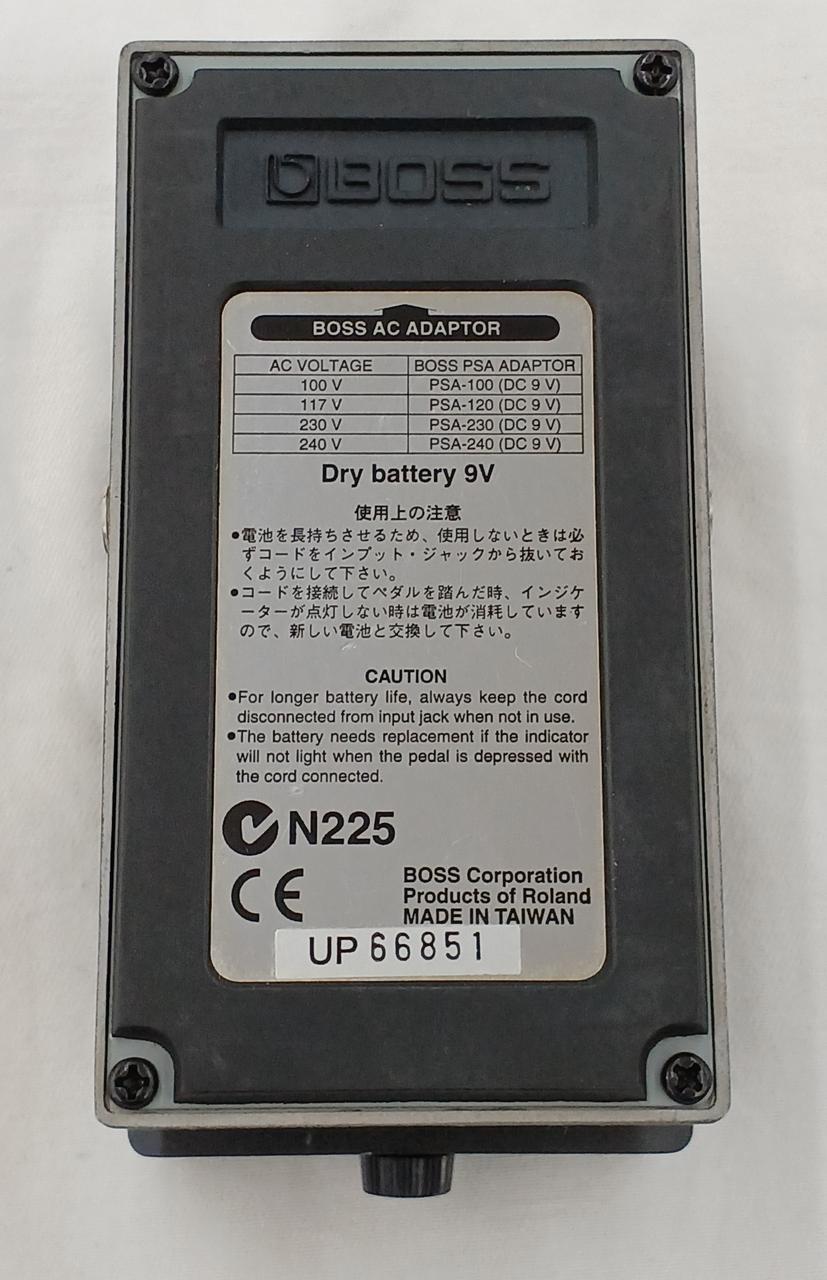 BOSS
BOSS AC ADAPTOR
AC VOLTAGE BOSS PSA ADAPTOR
100 V PSA-100 (DC 9 V)
117 V PSA-120 (DC 9 V)
230 V PSA-230 (DC 9 V)
240 V PSA-240 (DC 9 V)
Dry battery 9V
使用上の注意
●電池を長持ちさせるため、使用しないときは必
ずコードをインプット・ジャックから抜いてお
くようにして下さい。
●コードを接続してペダルを踏んだ時、インジケ
ーターが点灯しない時は電池が消耗しています
ので、新しい電池と交換して下さい。
CAUTION
●For longer battery life, always keep the cord
disconnected from input jack when not in use.
●The battery needs replacement if the indicator
will not light when the pedal is depressed with
the cord connected.
N225
CE
BOSS Corporation
Products of Roland
MADE IN TAIWAN
UP 66851